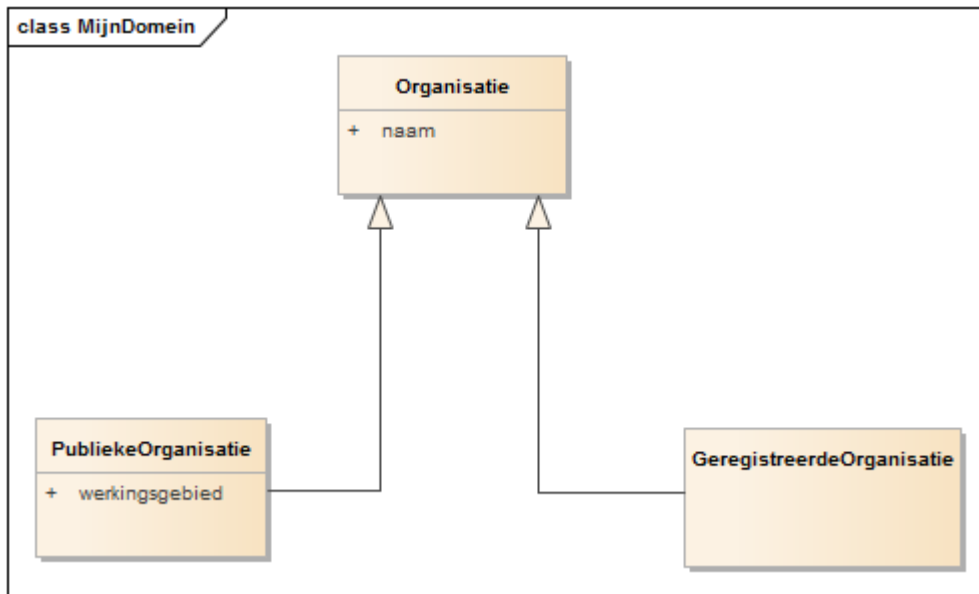 class MijnDomein
Organisatie
+ naam
PubliekeOrganisatie
+ werkingsgebied
GeregistreerdeOrganisatie